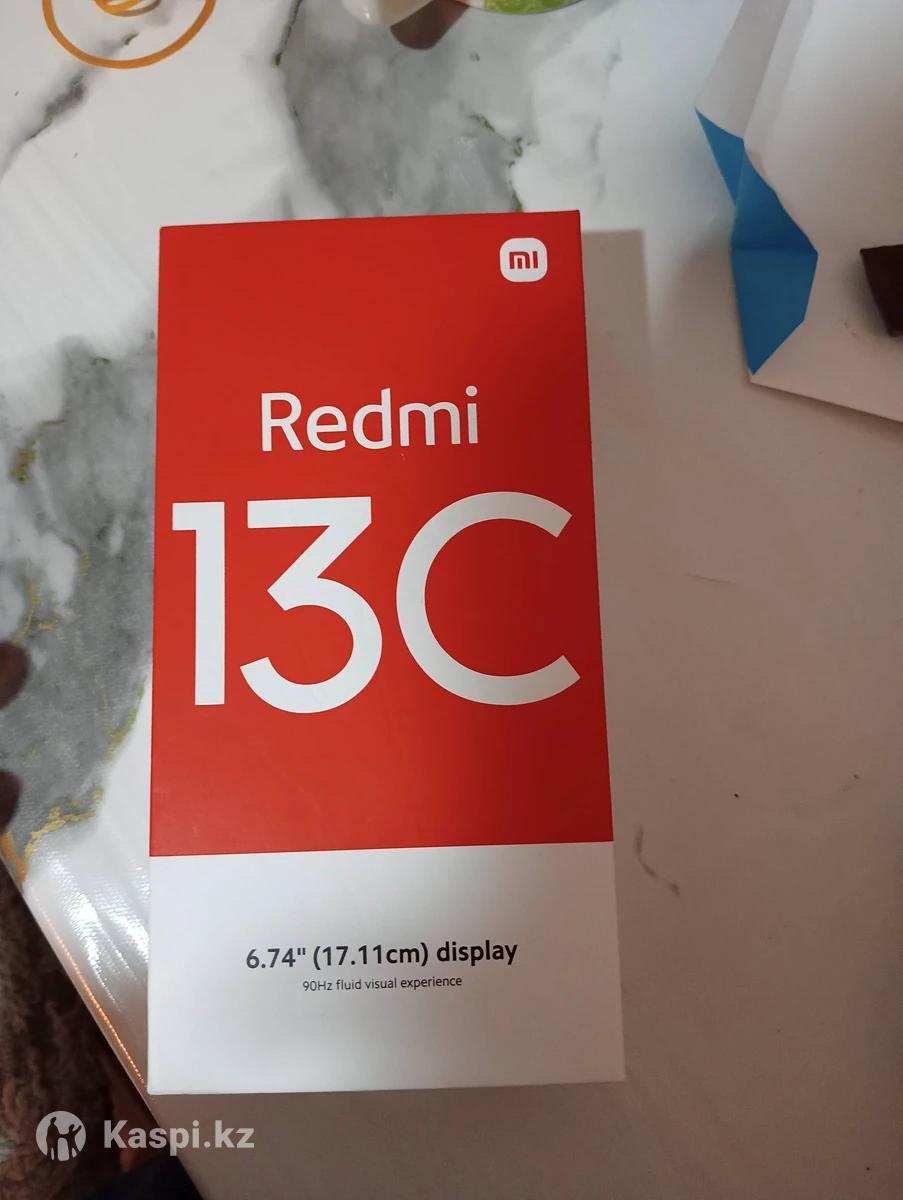 mi
Redmi
13C
6.74" (17.11cm) display
90Hz fluid visual experience
Kaspi.kz